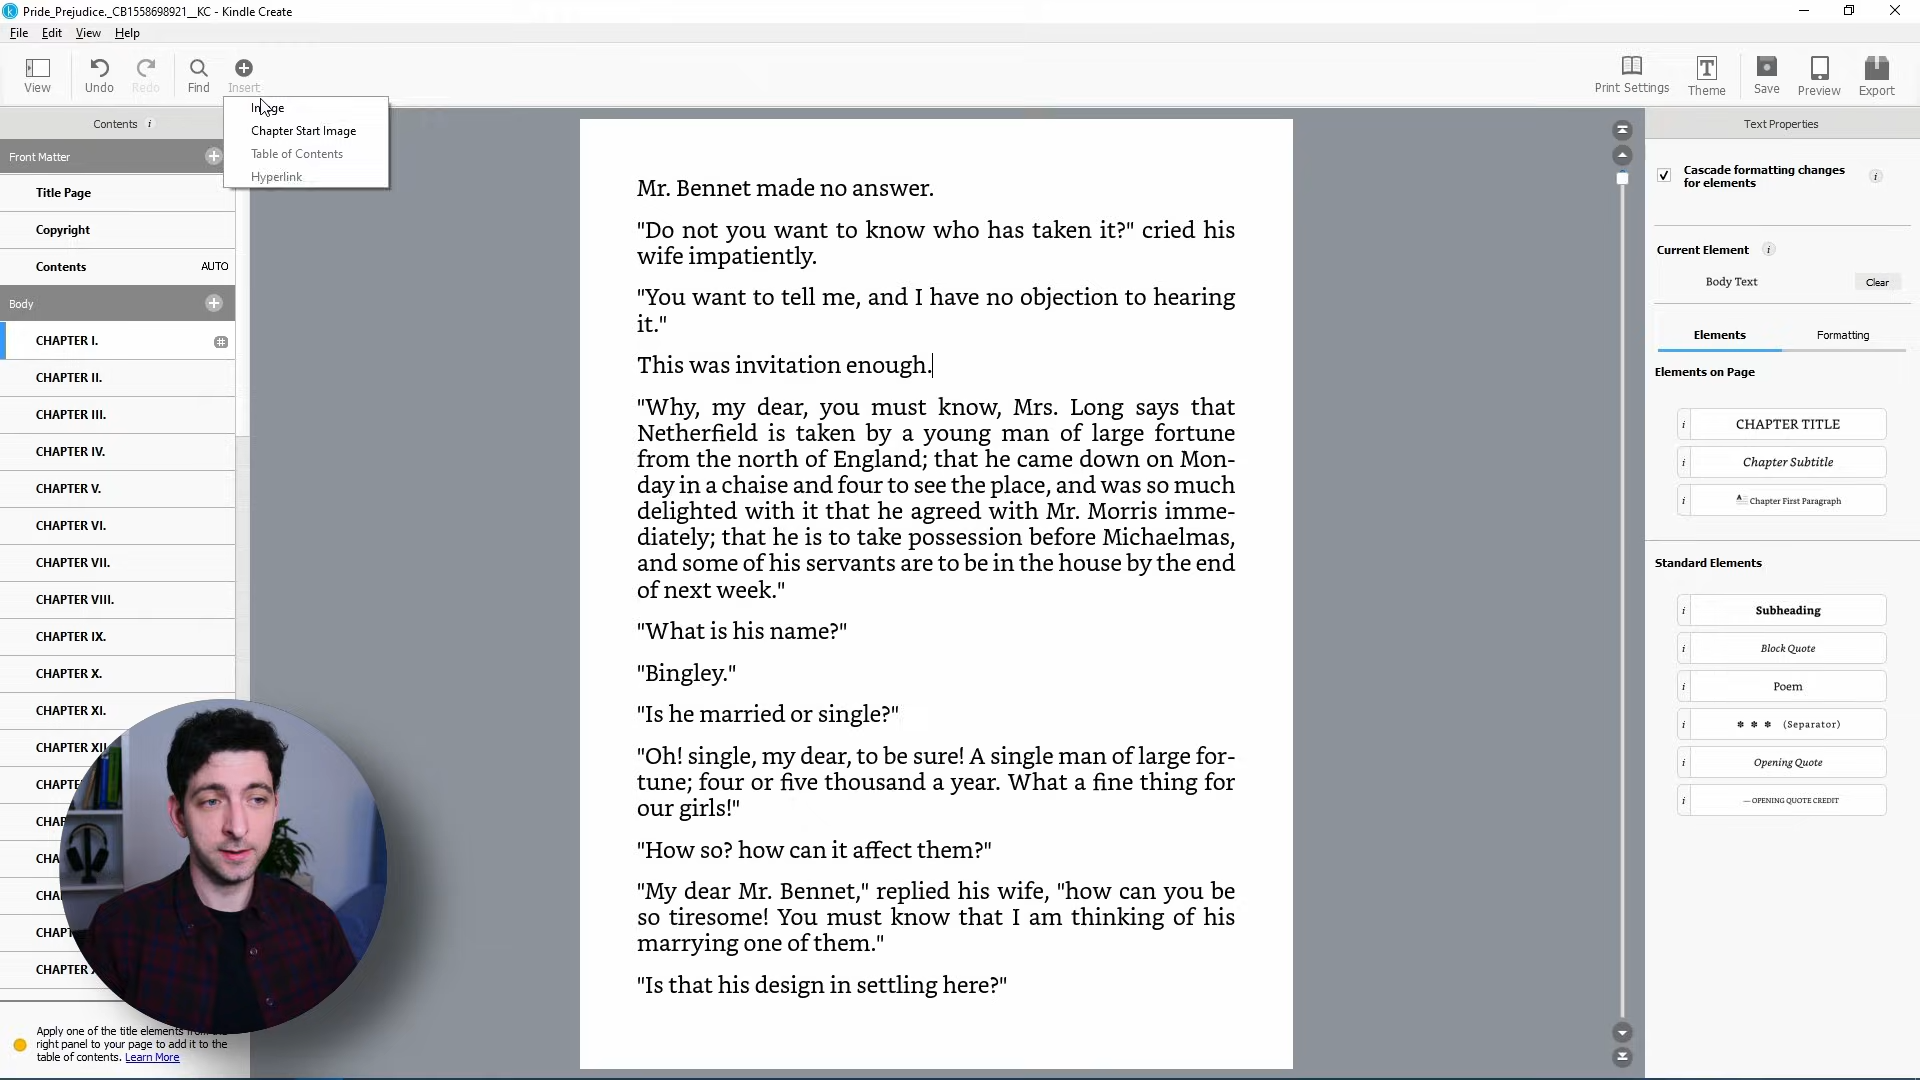 Pride_Prejudice._CB1558698921__KC - Kindle Create
File Edit View Help
View Undo Redo Find Insert
Print Settings Theme Save Preview Export
Image
Chapter Start Image
Table of Contents
Hyperlink
Contents i
Front Matter
Title Page
Copyright
Contents AUTO
Body
CHAPTER I.
CHAPTER II.
CHAPTER III.
CHAPTER IV.
CHAPTER V.
CHAPTER VI.
CHAPTER VII.
CHAPTER VIII.
CHAPTER IX.
CHAPTER X.
CHAPTER XI.
CHAPTER XII
CHAPTE
CHAP
CHA
CHA
CHAPT
CHAPTER
Apply one of the title elements
right panel to your page to add it to the
table of contents. Learn More
Mr. Bennet made no answer.
"Do not you want to know who has taken it?" cried his
wife impatiently.
"You want to tell me, and I have no objection to hearing
it."
This was invitation enough.
"Why, my dear, you must know, Mrs. Long says that
Netherfield is taken by a young man of large fortune
from the north of England; that he came down on Mon-
day in a chaise and four to see the place, and was so much
delighted with it that he agreed with Mr. Morris imme-
diately; that he is to take possession before Michaelmas,
and some of his servants are to be in the house by the end
of next week."
"What is his name?"
"Bingley."
"Is he married or single?"
"Oh! single, my dear, to be sure! A single man of large for-
tune; four or five thousand a year. What a fine thing for
our girls!"
"How so? how can it affect them?"
"My dear Mr. Bennet," replied his wife, "how can you be
so tiresome! You must know that I am thinking of his
marrying one of them."
"Is that his design in settling here?"
Text Properties
Cascade formatting changes
for elements
Current Element i
Body Text Clear
Elements Formatting
Elements on Page
i CHAPTER TITLE
i Chapter Subtitle
i Chapter First Paragraph
Standard Elements
i Subheading
i Block Quote
i Poem
i * * * (Separator)
i Opening Quote
i — OPENING QUOTE CREDIT